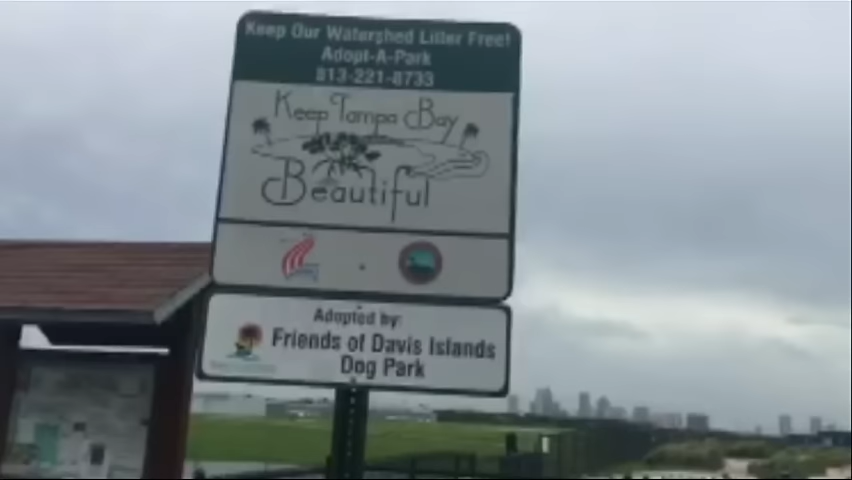 Keep Our Watershed Litter Free!
Adopt-A-Park
813-221-8733
Keep Tampa Bay
Beautiful
Adopted by:
Friends of Davis Islands
Dog Park